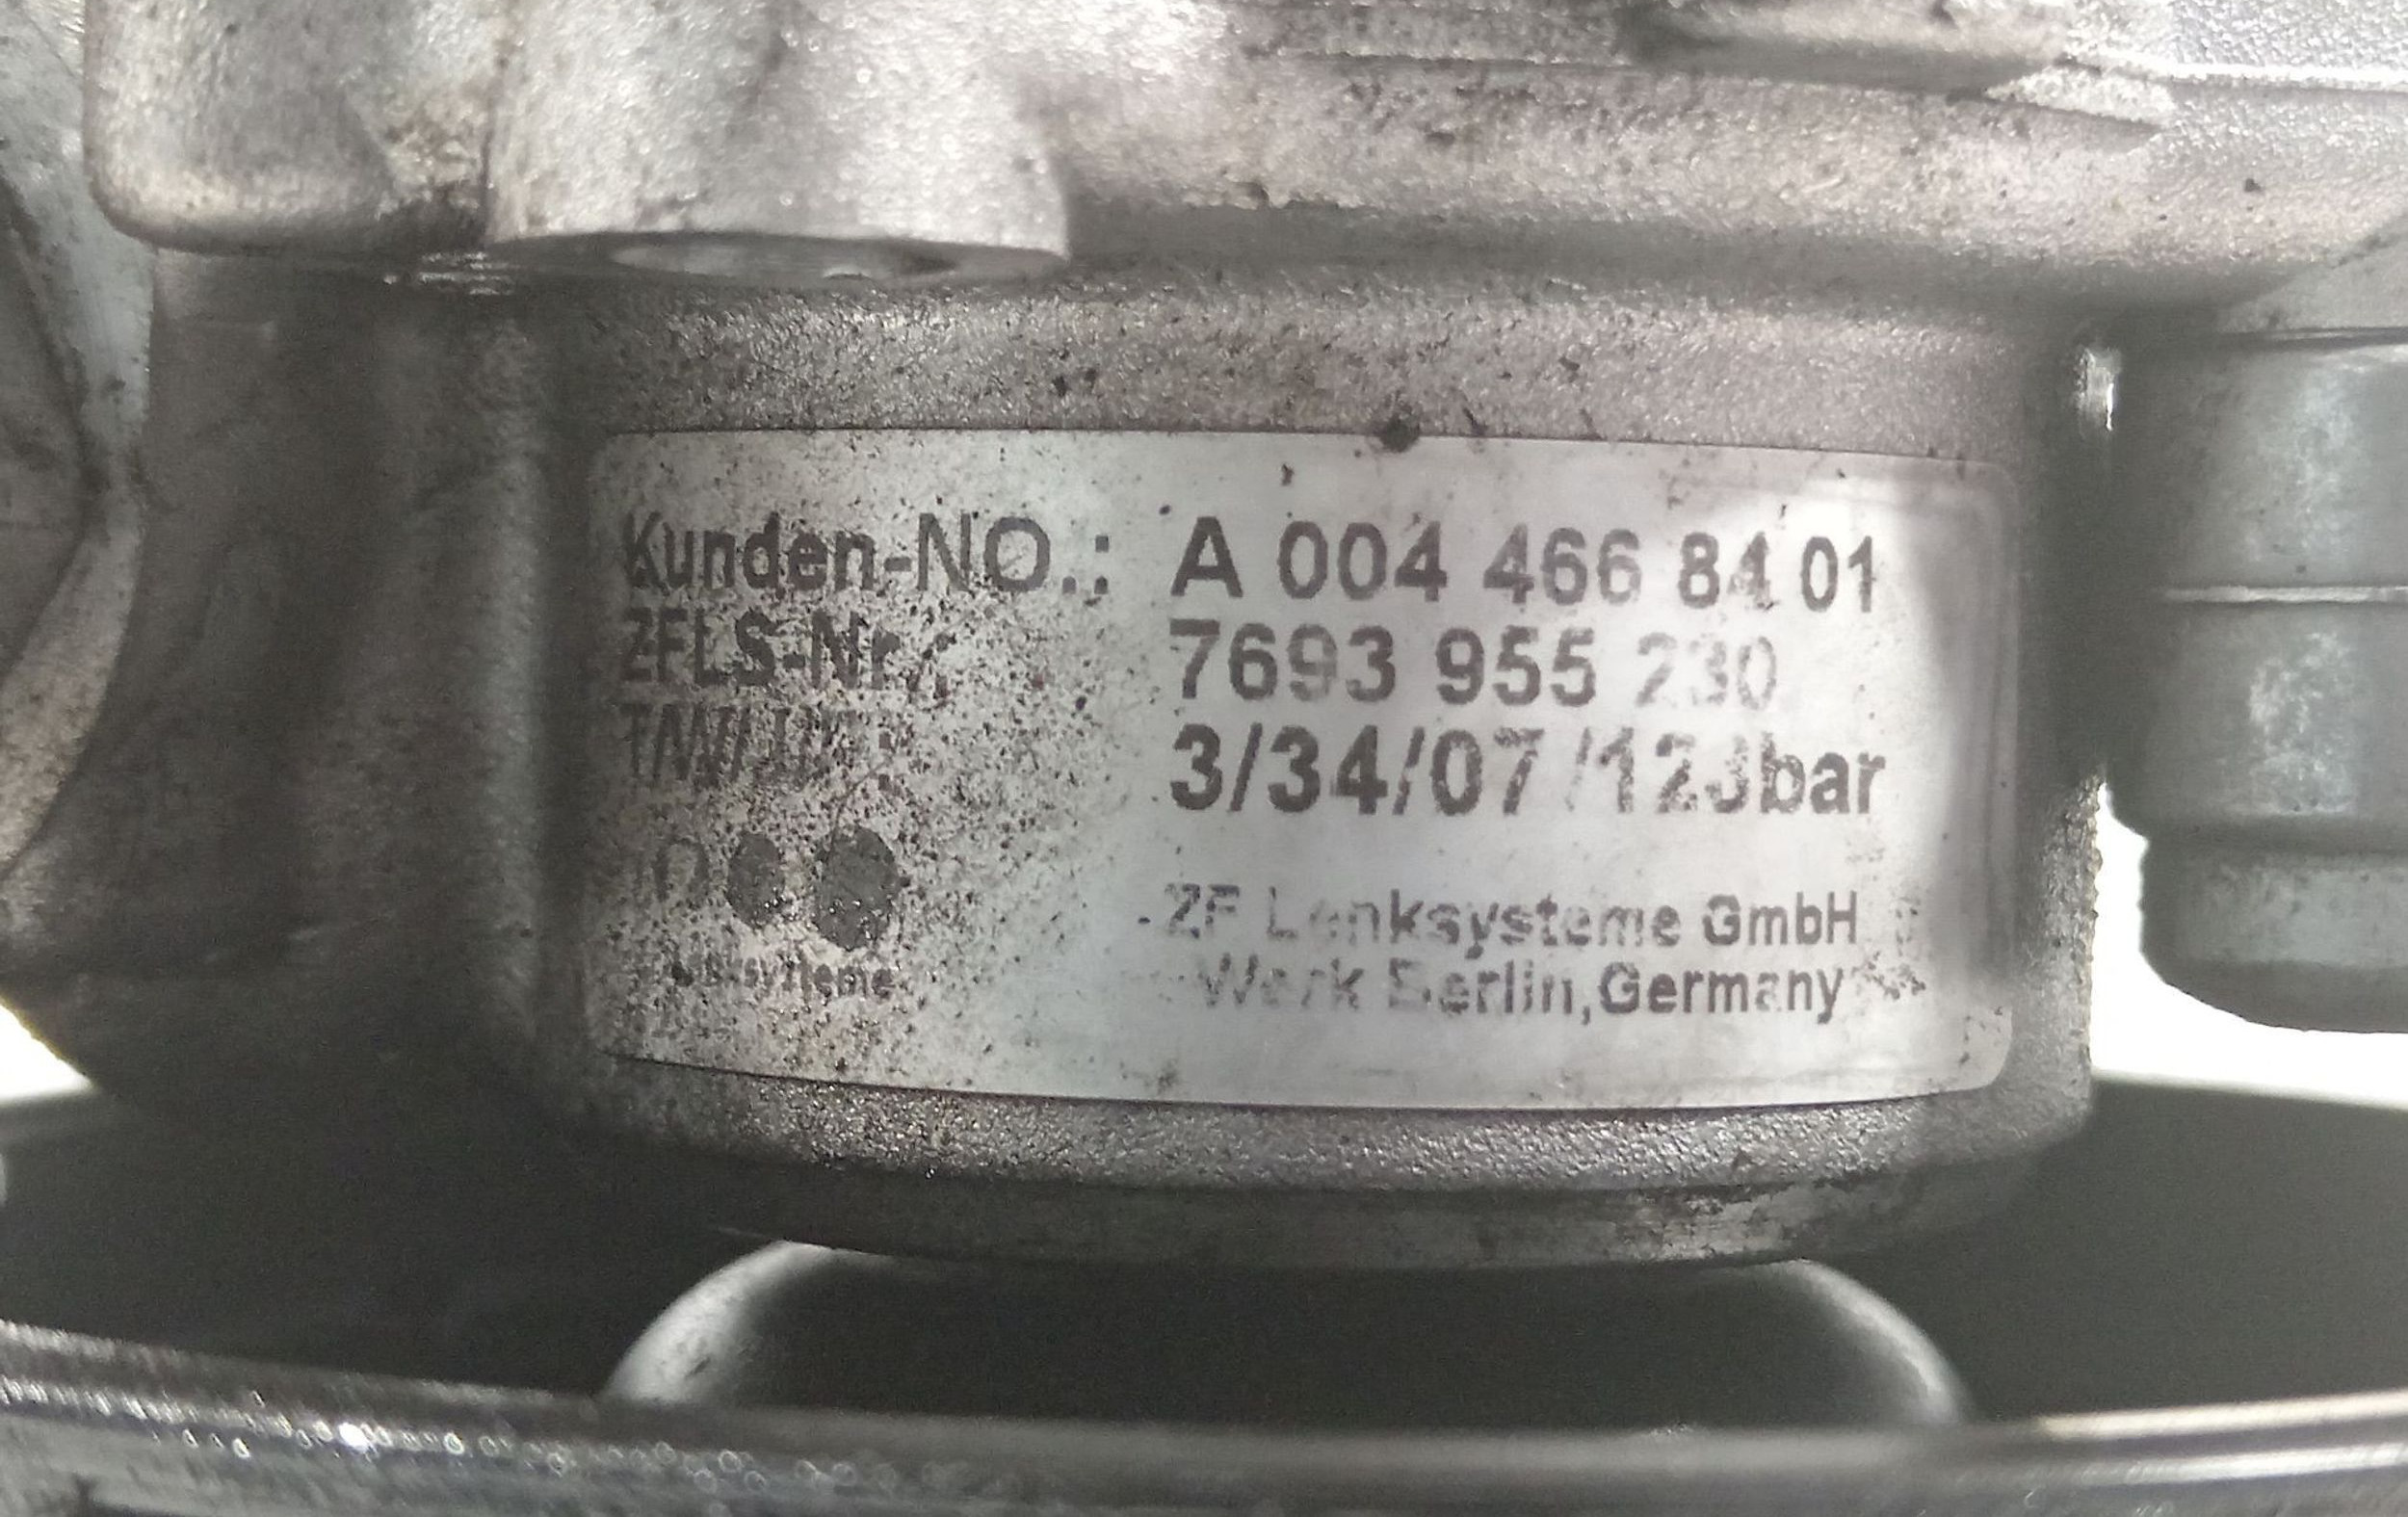 Kunden-NO.: A 004 466 84 01
ZFLS-Nr.: 7693 955 230
3/34/07/123bar
ZF Lenksysteme GmbH
Werk Berlin,Germany